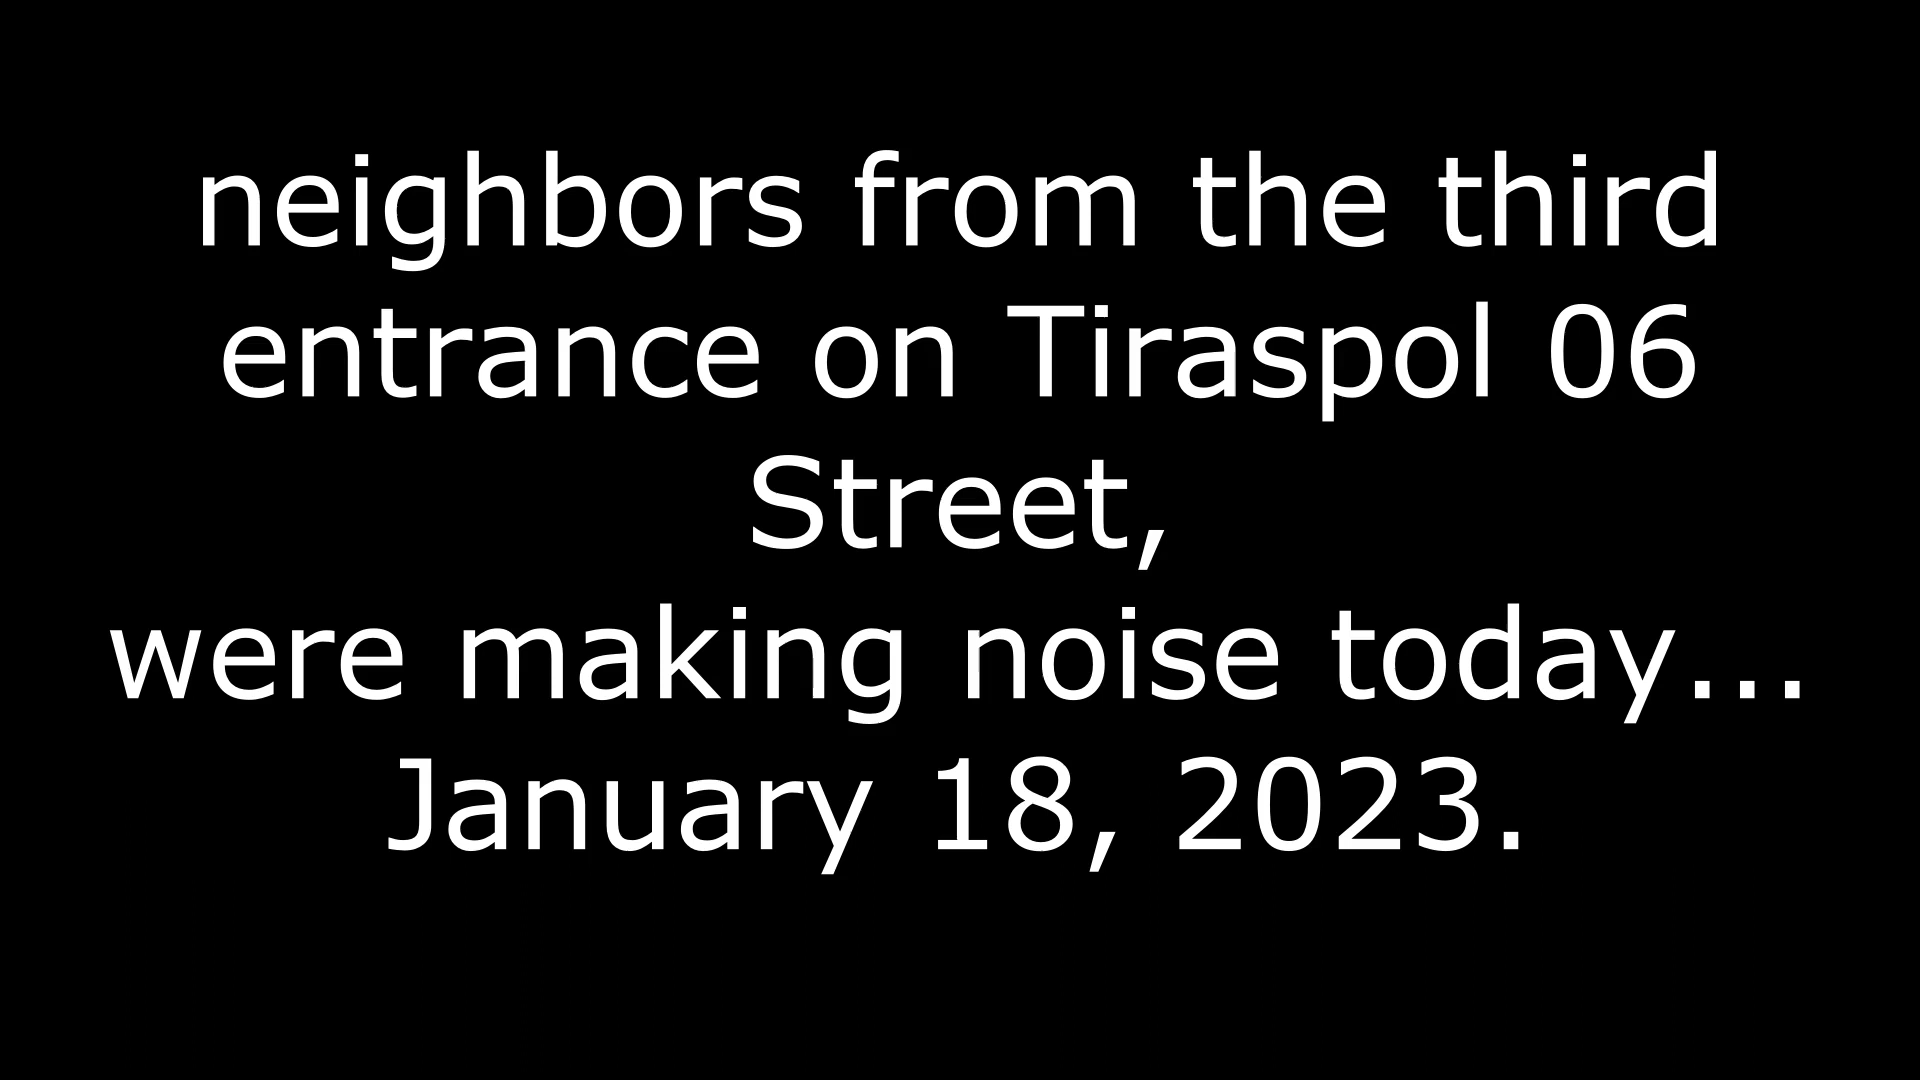 neighbors from the third
entrance on Tiraspol 06
Street,
were making noise today...
January 18, 2023.